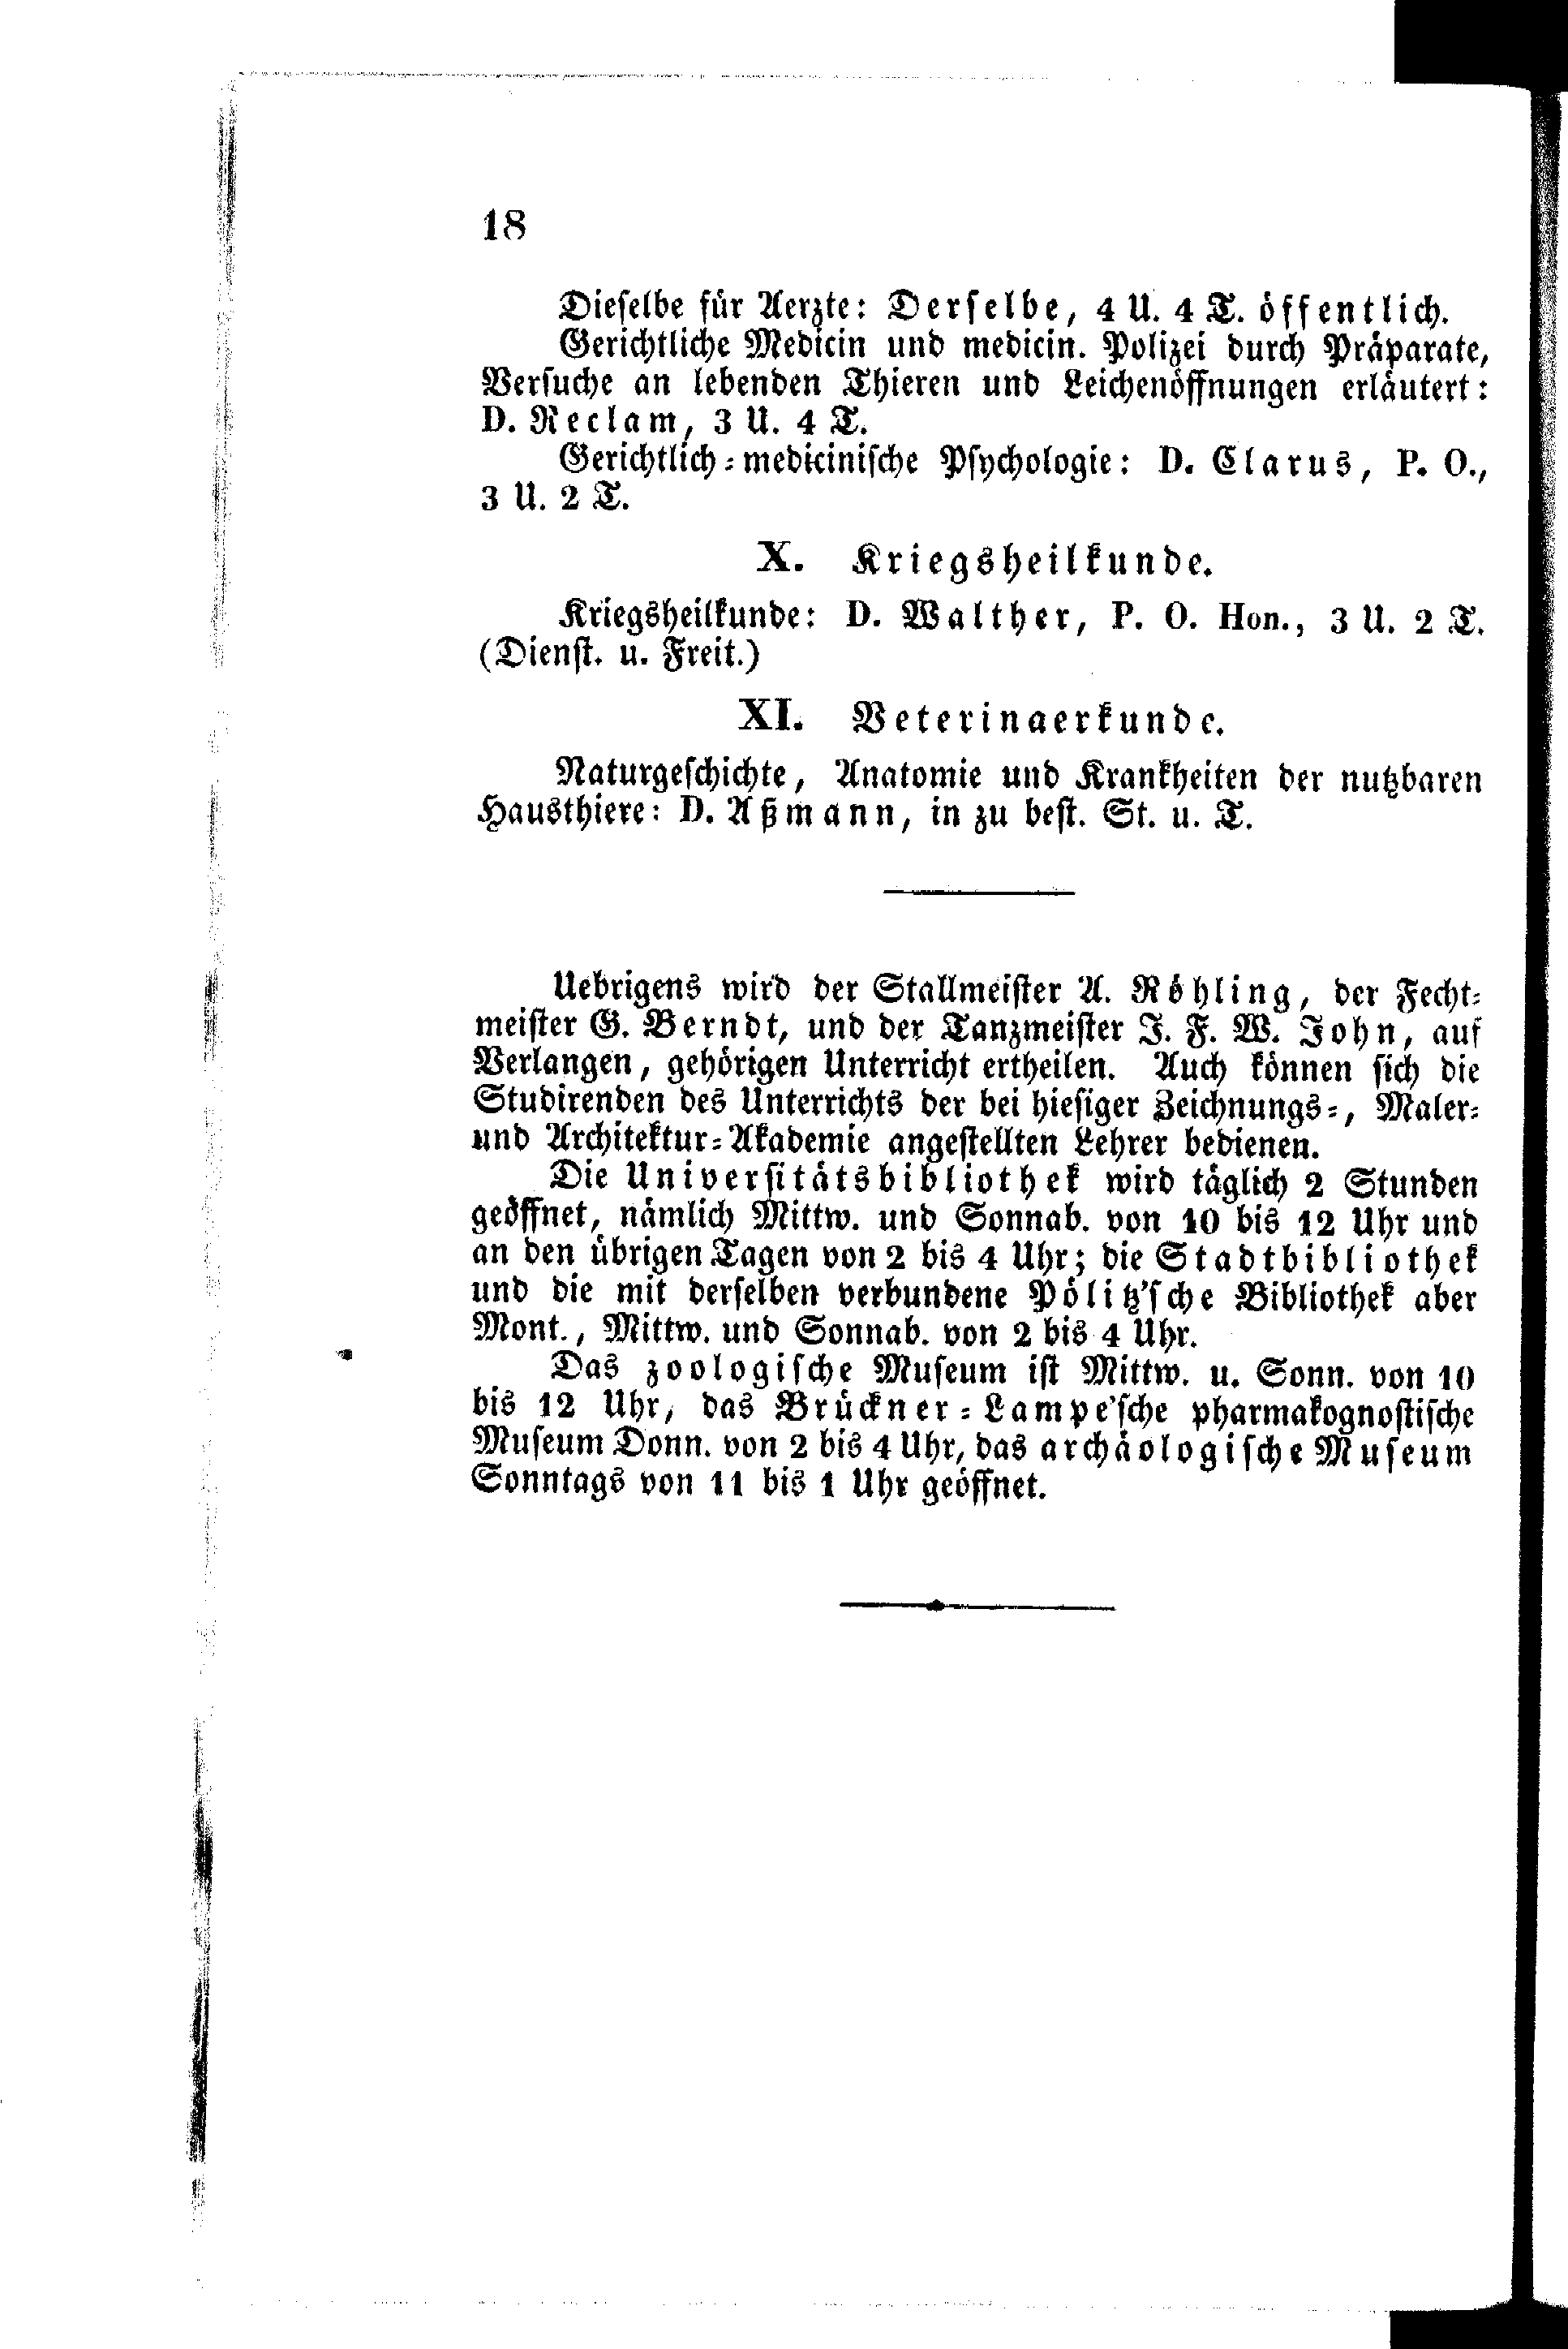 18
Dieselbe für Aerzte: Derselbe, 4 U. 4 T. öffentlich.
Gerichtliche Medicin und medicin. Polizei durch Präparate,
Versuche an lebenden Thieren und Leichenöffnungen erläutert:
D. Reclam, 3 U. 4 T.
Gerichtlich-medicinische Psychologie: D. Clarus, P. O.,
3 U. 2 T.
X. Kriegsheilkunde.
Kriegsheilkunde: D. Walther, P. O. Hon., 3 U. 2 T.
(Dienst. u. Freit.)
XI. Veterinaerkunde.
Naturgeschichte, Anatomie und Krankheiten der nutzbaren
Hausthiere: D. Aßmann, in zu best. St. u. T.
Uebrigens wird der Stallmeister A. Röhling, der Fecht-
meister G. Berndt, und der Tanzmeister J. F. W. John, auf
Verlangen, gehörigen Unterricht ertheilen. Auch können sich die
Studirenden des Unterrichts der bei hiesiger Zeichnungs-, Maler-
und Architektur-Akademie angestellten Lehrer bedienen.
Die Universitätsbibliothek wird täglich 2 Stunden
geöffnet, nämlich Mittw. und Sonnab. von 10 bis 12 Uhr und
an den übrigen Tagen von 2 bis 4 Uhr; die Stadtbibliothek
und die mit derselben verbundene Pölitz'sche Bibliothek aber
Mont., Mittw. und Sonnab. von 2 bis 4 Uhr.
Das zoologische Museum ist Mittw. u. Sonn. von 10
bis 12 Uhr, das Brückner-Lampe'sche pharmakognostische
Museum Donn. von 2 bis 4 Uhr, das archäologische Museum
Sonntags von 11 bis 1 Uhr geöffnet.